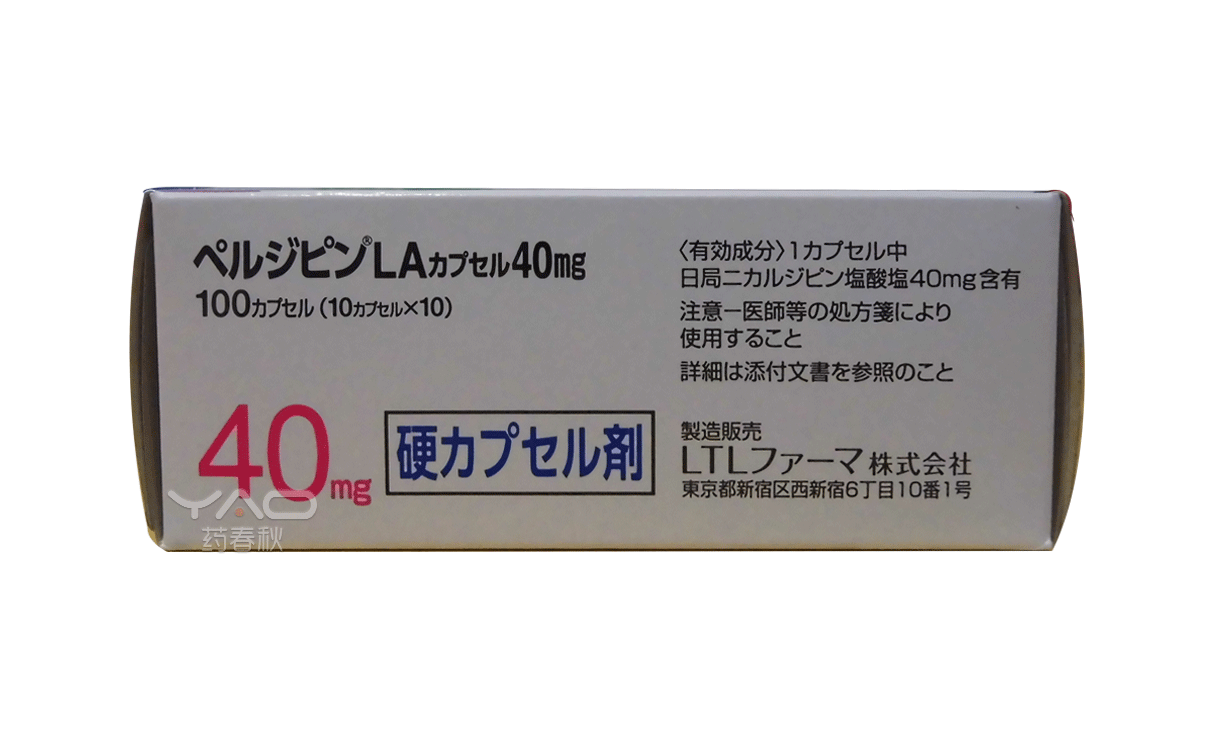 ペルジピン®LAカプセル40mg
100カプセル（10カプセル×10）
40mg
硬カプセル剤
〈有効成分〉1カプセル中
日局ニカルジピン塩酸塩40mg含有
注意－医師等の処方箋により
使用すること
詳細は添付文書を参照のこと
製造販売
LTLファーマ株式会社
東京都新宿区西新宿6丁目10番1号
YAO
药春秋